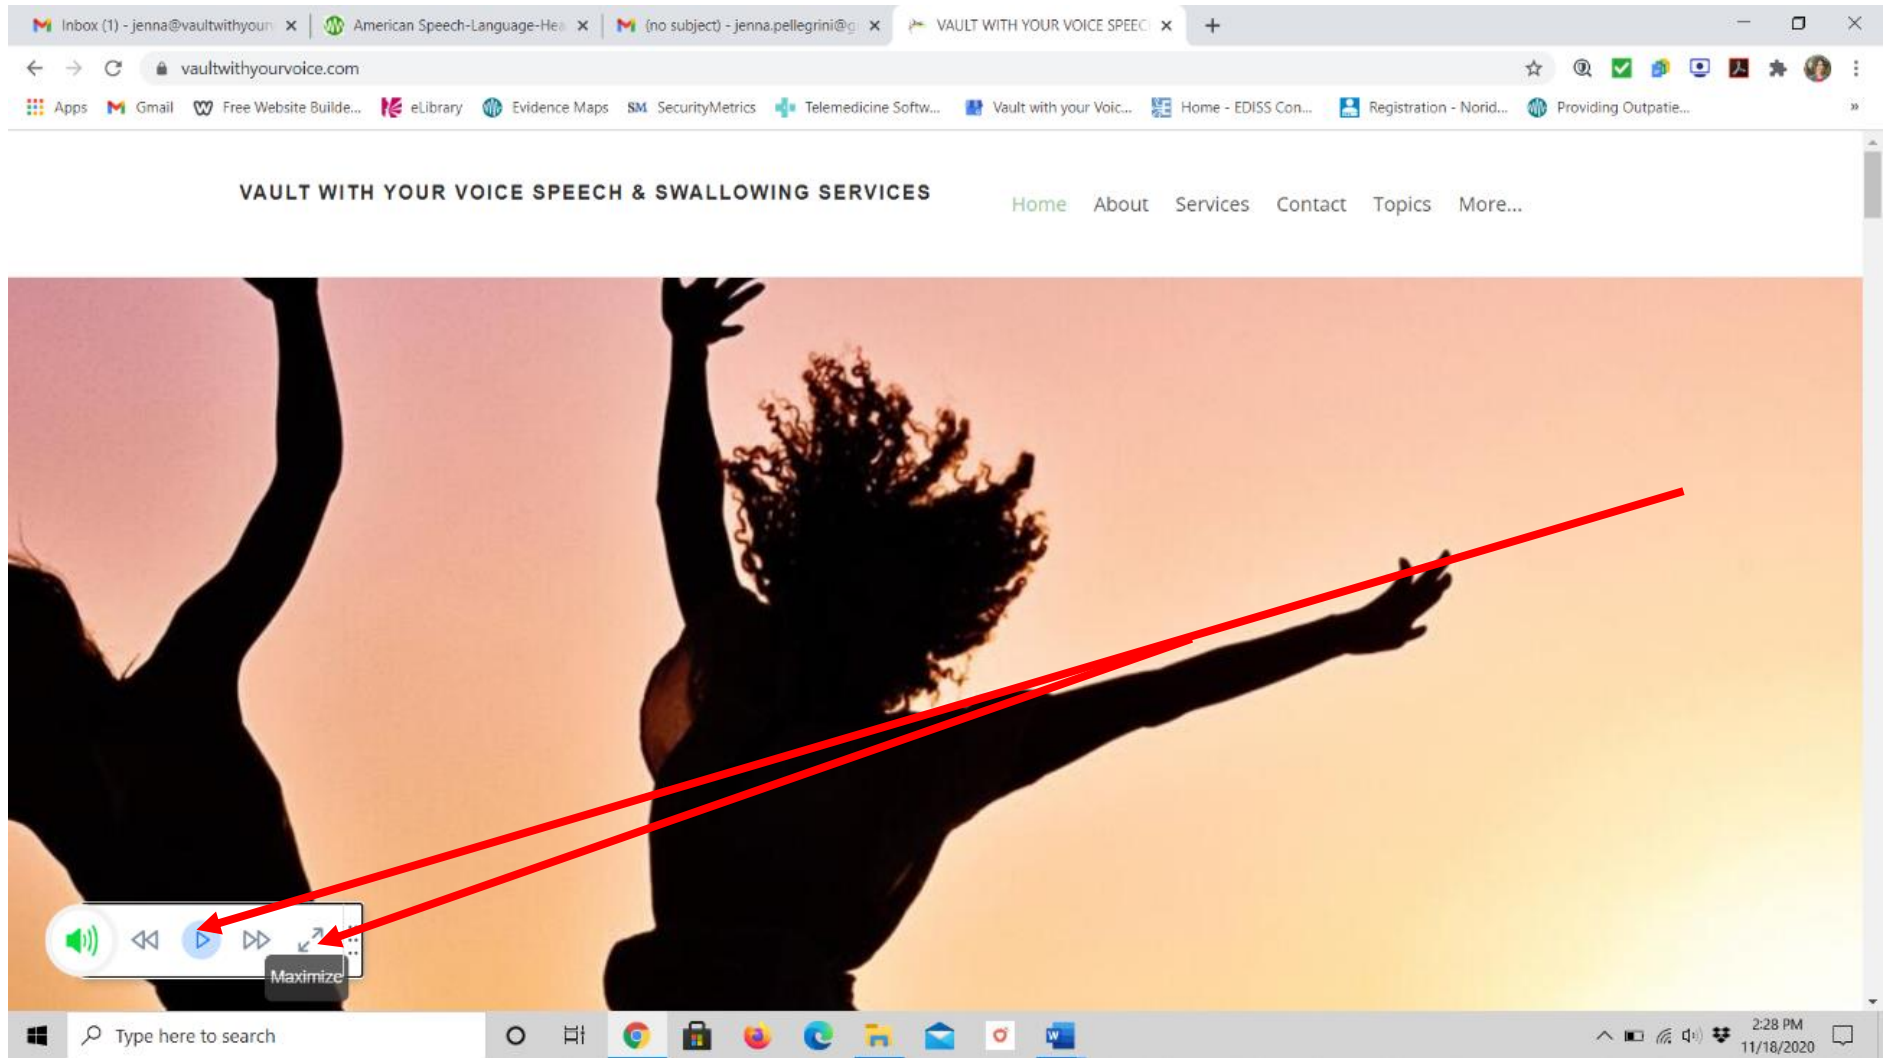 Inbox (1) - jenna@vaultwithyour
American Speech-Language-Hea
(no subject) - jenna.pellegrini@g
VAULT WITH YOUR VOICE SPEEC
vaultwithyourvoice.com
Apps Gmail Free Website Builde... eLibrary Evidence Maps SM SecurityMetrics Telemedicine Softw... Vault with your Voic... Home - EDISS Con... Registration - Norid... Providing Outpatie... »
VAULT WITH YOUR VOICE SPEECH & SWALLOWING SERVICES
Home About Services Contact Topics More...
Maximize
Type here to search
2:28 PM
11/18/2020